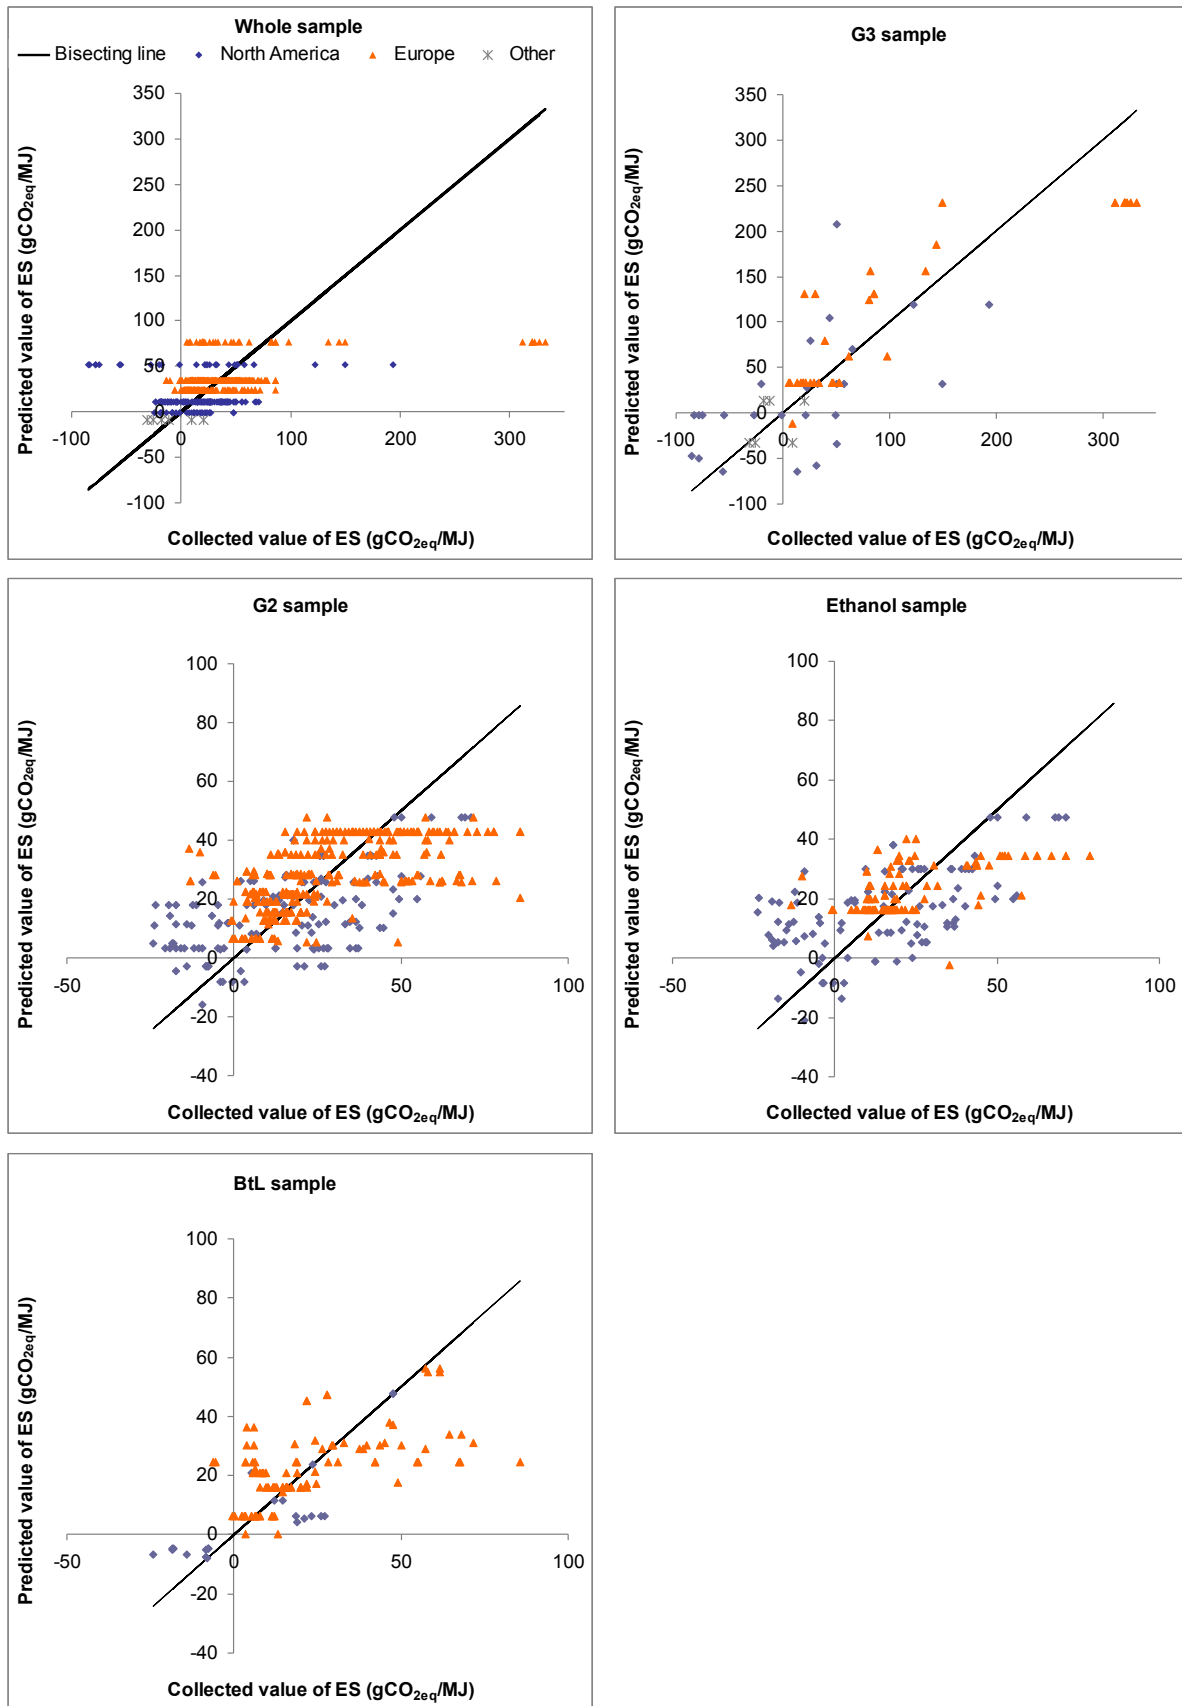 Whole sample
Bisecting line North America Europe Other
350
300
250
200
150
100
50
0
-50
-100
-100 0 100 200 300
Predicted value of ES (gCO2eq/MJ)
Collected value of ES (gCO2eq/MJ)
G3 sample
350
300
250
200
150
100
50
0
-50
-100
-100 0 100 200 300
Predicted value of ES (gCO2eq/MJ)
Collected value of ES (gCO2eq/MJ)
G2 sample
100
80
60
40
20
0
-20
-40
-50 0 50 100
Predicted value of ES (gCO2eq/MJ)
Collected value of ES (gCO2eq/MJ)
Ethanol sample
100
80
60
40
20
0
-20
-40
-50 0 50 100
Predicted value of ES (gCO2eq/MJ)
Collected value of ES (gCO2eq/MJ)
BtL sample
100
80
60
40
20
0
-20
-40
-50 0 50 100
Predicted value of ES (gCO2eq/MJ)
Collected value of ES (gCO2eq/MJ)